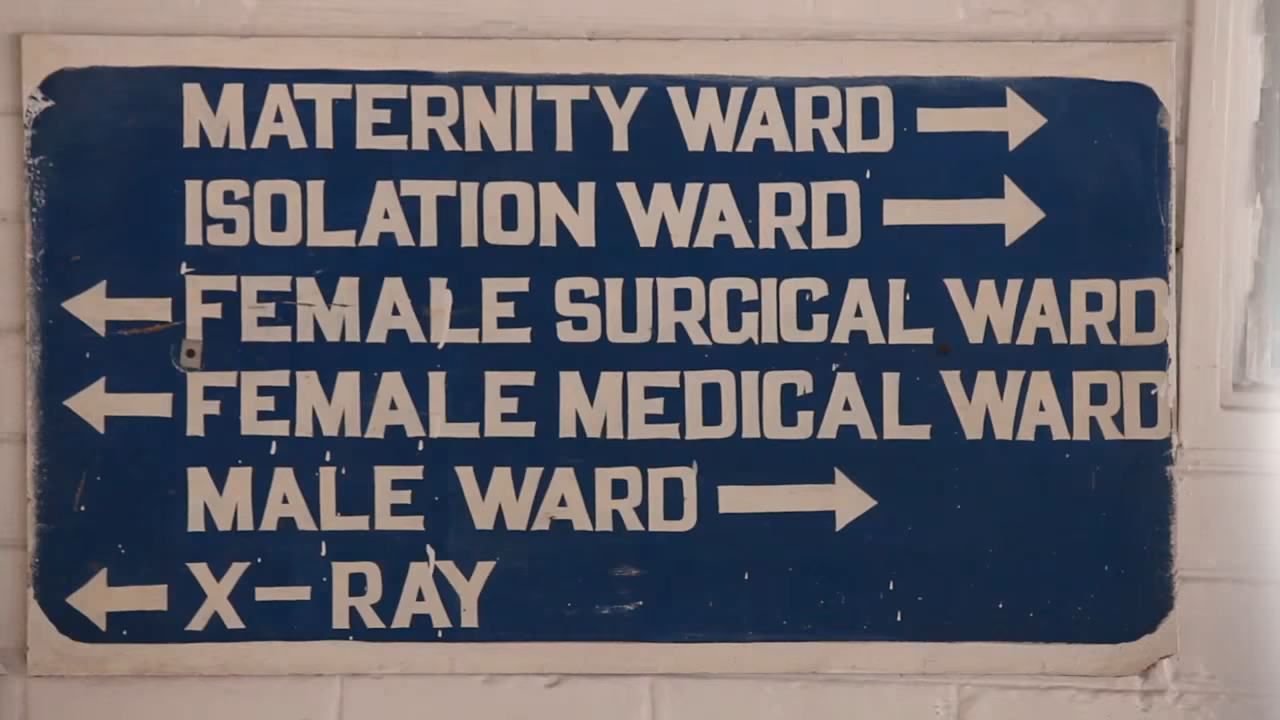 MATERNITY WARD →
ISOLATION WARD →
← FEMALE SURGICAL WARD
← FEMALE MEDICAL WARD
MALE WARD →
← X-RAY